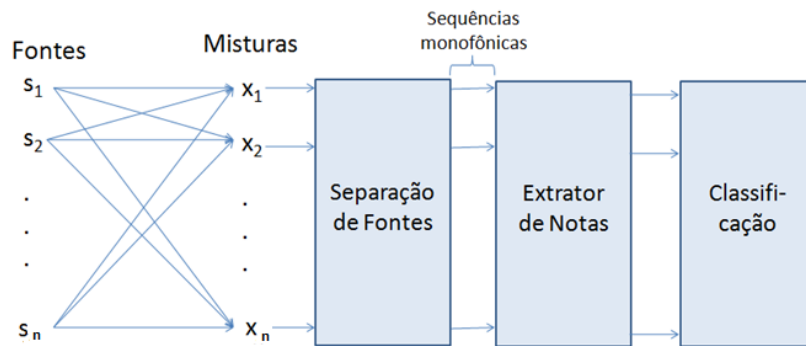 Sequências
monofônicas
Fontes
Misturas
s1
x1
s2
x2
.
.
.
.
.
.
sn
xn
Separação
de Fontes
Extrator
de Notas
Classifi-
cação